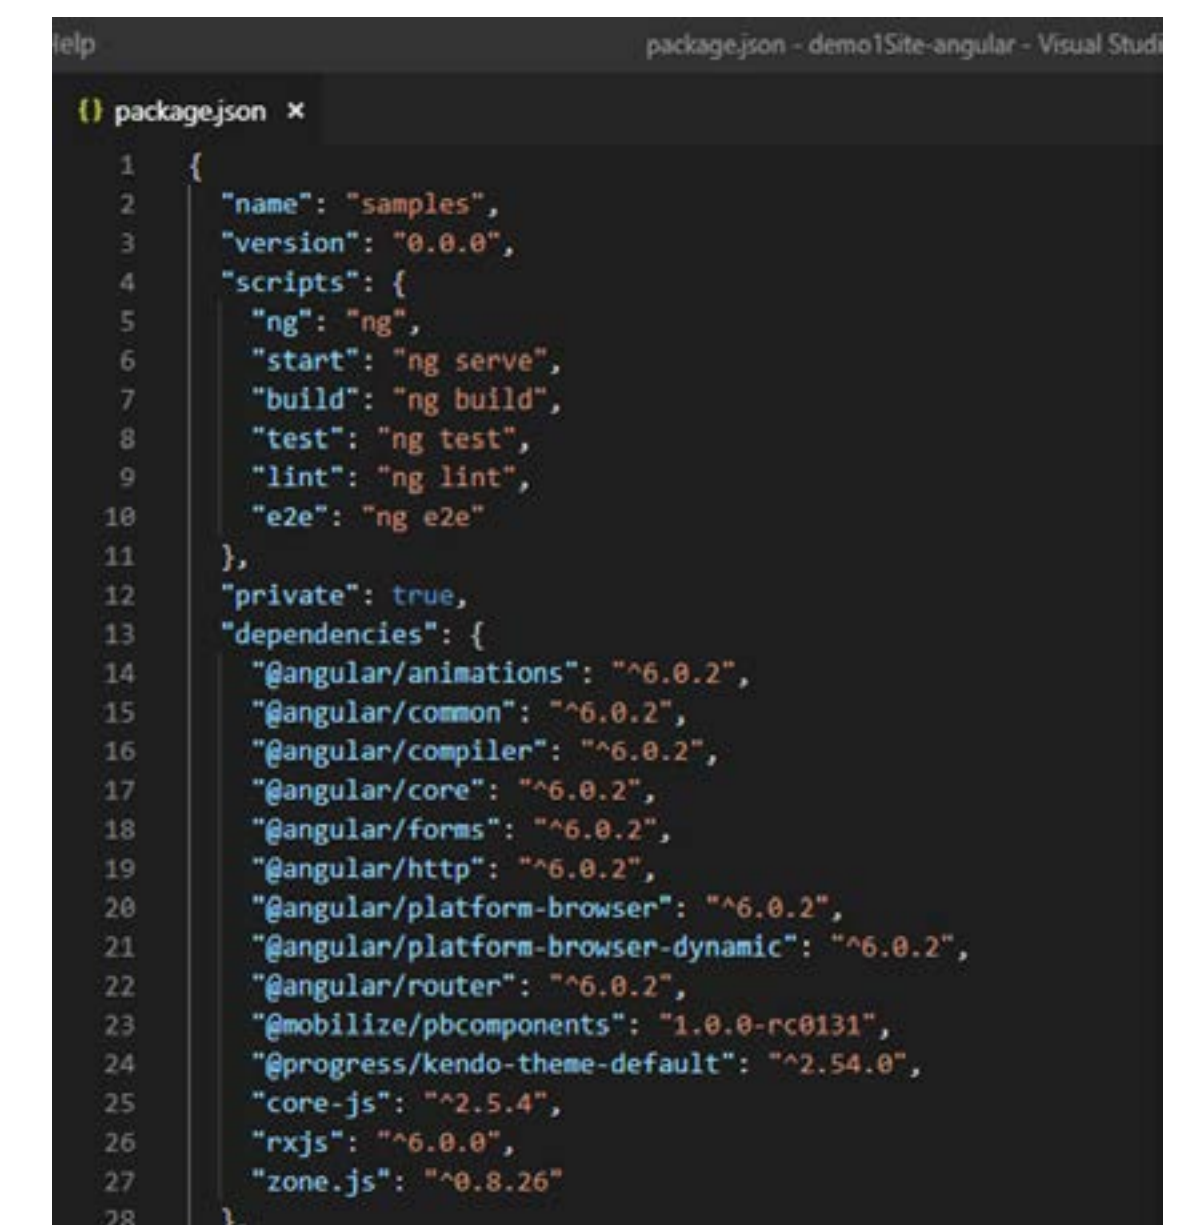 Help
package.json - demo1Site-angular - Visual Studi
{} package.json ×
1 {
2 "name": "samples",
3 "version": "0.0.0",
4 "scripts": {
5 "ng": "ng",
6 "start": "ng serve",
7 "build": "ng build",
8 "test": "ng test",
9 "lint": "ng lint",
10 "e2e": "ng e2e"
11 },
12 "private": true,
13 "dependencies": {
14 "@angular/animations": "^6.0.2",
15 "@angular/common": "^6.0.2",
16 "@angular/compiler": "^6.0.2",
17 "@angular/core": "^6.0.2",
18 "@angular/forms": "^6.0.2",
19 "@angular/http": "^6.0.2",
20 "@angular/platform-browser": "^6.0.2",
21 "@angular/platform-browser-dynamic": "^6.0.2",
22 "@angular/router": "^6.0.2",
23 "@mobilize/pbcomponents": "1.0.0-rc0131",
24 "@progress/kendo-theme-default": "^2.54.0",
25 "core-js": "^2.5.4",
26 "rxjs": "^6.0.0",
27 "zone.js": "^0.8.26"
28 },